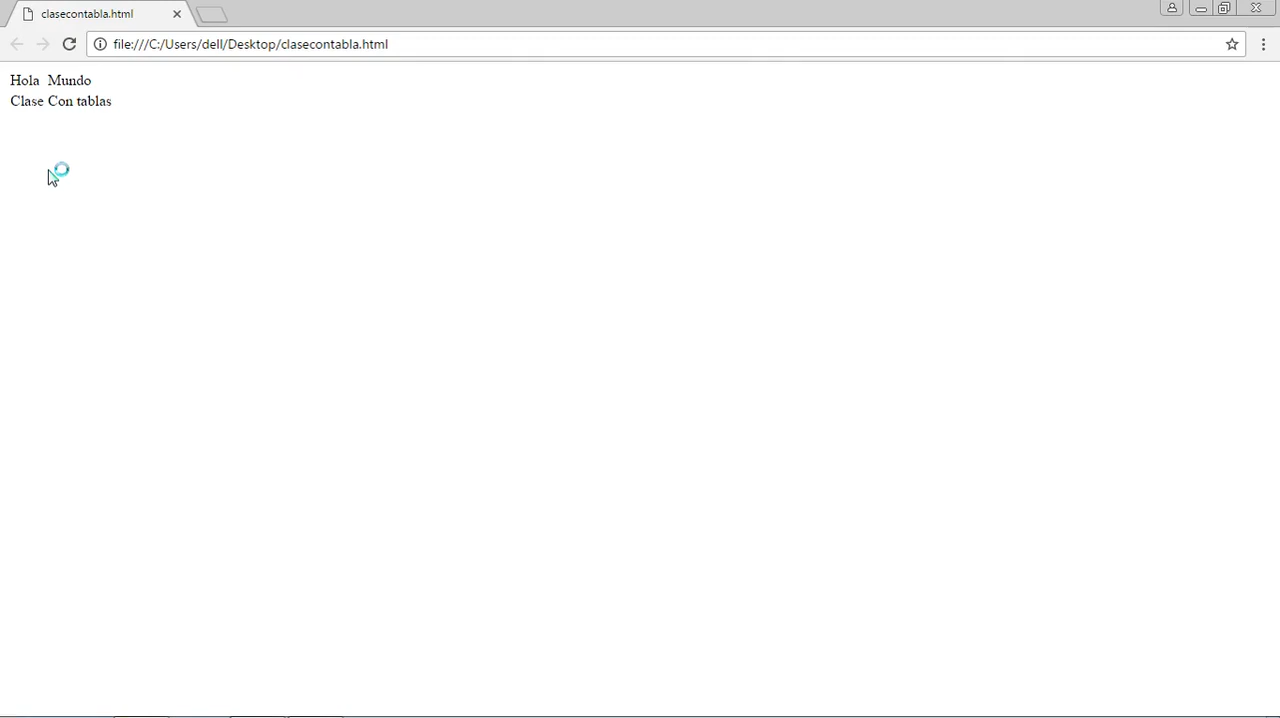 clasecontabla.html
file:///C:/Users/dell/Desktop/clasecontabla.html
Hola Mundo
Clase Con tablas